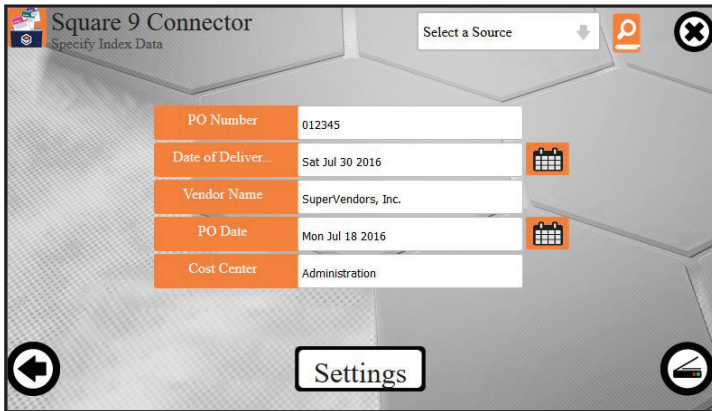 Square 9 Connector
Specify Index Data
Select a Source
PO Number
012345
Date of Deliver...
Sat Jul 30 2016
Vendor Name
SuperVendors, Inc.
PO Date
Mon Jul 18 2016
Cost Center
Administration
Settings